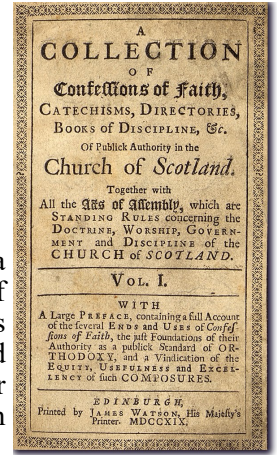 A
COLLECTION
OF
Confessions of Faith,
CATECHISMS, DIRECTORIES,
BOOKS OF DISCIPLINE, &c.
Of Publick Authority in the
Church of Scotland.
Together with
All the Acts of Assembly, which are
STANDING RULES concerning the
DOCTRINE, WORSHIP, GOVERN-
MENT and DISCIPLINE of the
CHURCH of SCOTLAND.
VOL. I.
WITH
A Large PREFACE, containing a full Account
of the several ENDS and USES of Confes-
sions of Faith, the just Foundations of their
Authority as a publick Standard of OR-
THODOXY, and a Vindication of the
EQUITY, USEFULNESS and EXCEL-
LENCY of such COMPOSURES.
EDINBURGH,
Printed by JAMES WATSON, His Majesty's
Printer. MDCCXIX.